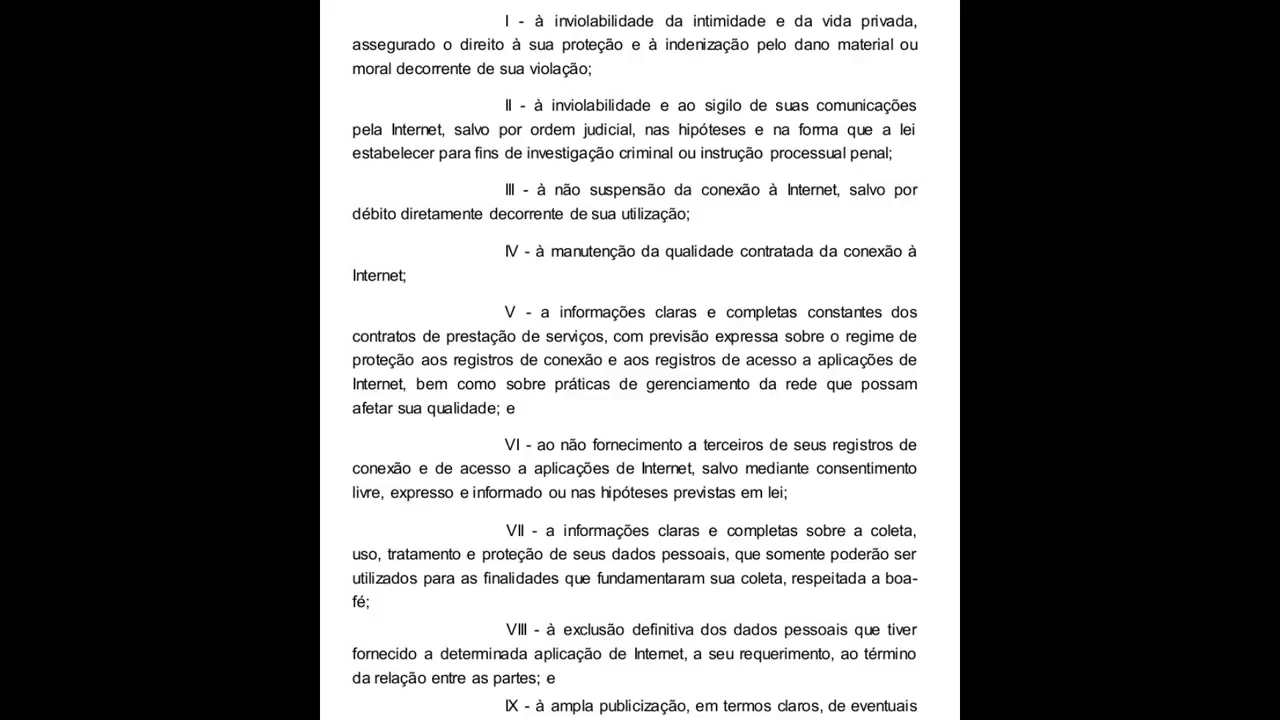 I - à inviolabilidade da intimidade e da vida privada,
assegurado o direito à sua proteção e à indenização pelo dano material ou
moral decorrente de sua violação;
II - à inviolabilidade e ao sigilo de suas comunicações
pela Internet, salvo por ordem judicial, nas hipóteses e na forma que a lei
estabelecer para fins de investigação criminal ou instrução processual penal;
III - à não suspensão da conexão à Internet, salvo por
débito diretamente decorrente de sua utilização;
IV - à manutenção da qualidade contratada da conexão à
Internet;
V - a informações claras e completas constantes dos
contratos de prestação de serviços, com previsão expressa sobre o regime de
proteção aos registros de conexão e aos registros de acesso a aplicações de
Internet, bem como sobre práticas de gerenciamento da rede que possam
afetar sua qualidade; e
VI - ao não fornecimento a terceiros de seus registros de
conexão e de acesso a aplicações de Internet, salvo mediante consentimento
livre, expresso e informado ou nas hipóteses previstas em lei;
VII - a informações claras e completas sobre a coleta,
uso, tratamento e proteção de seus dados pessoais, que somente poderão ser
utilizados para as finalidades que fundamentaram sua coleta, respeitada a boa-
fé;
VIII - à exclusão definitiva dos dados pessoais que tiver
fornecido a determinada aplicação de Internet, a seu requerimento, ao término
da relação entre as partes; e
IX - à ampla publicização, em termos claros, de eventuais